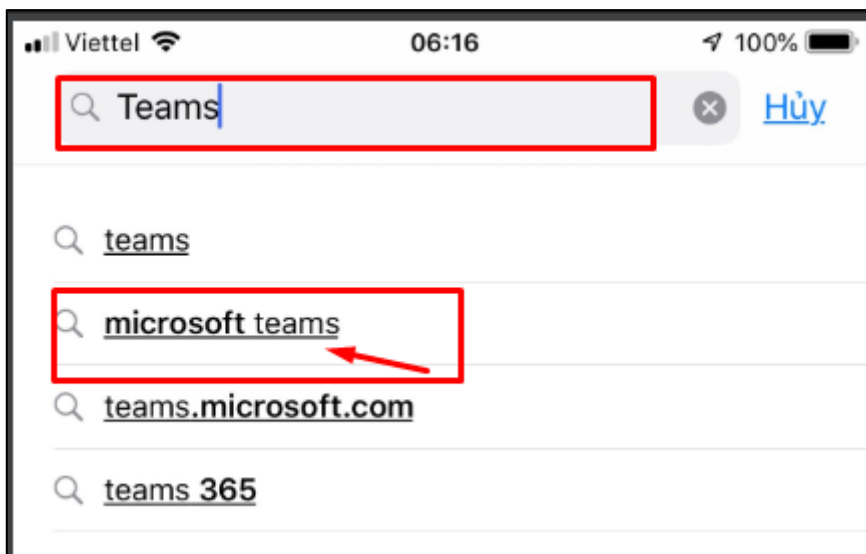 Viettel 06:16 100%
Teams Hủy
teams
microsoft teams
teams.microsoft.com
teams 365